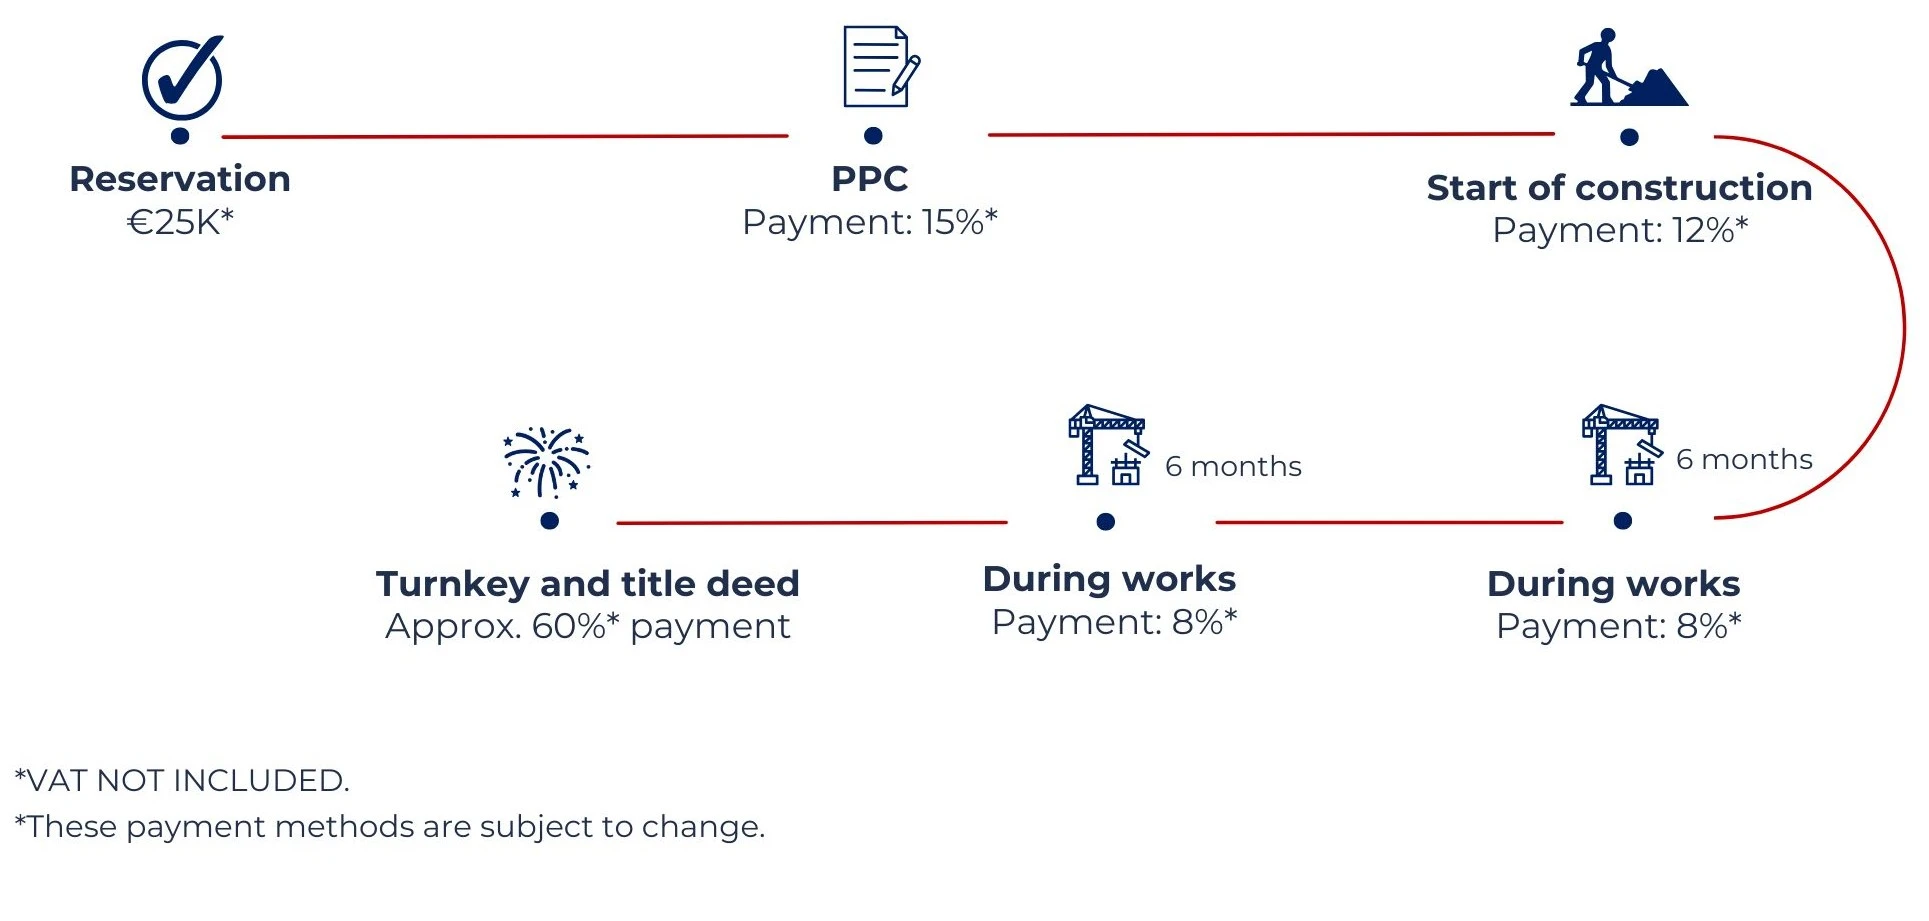 Reservation
€25K*
PPC
Payment: 15%*
Start of construction
Payment: 12%*
6 months
During works
Payment: 8%*
6 months
During works
Payment: 8%*
Turnkey and title deed
Approx. 60%* payment
*VAT NOT INCLUDED.
*These payment methods are subject to change.